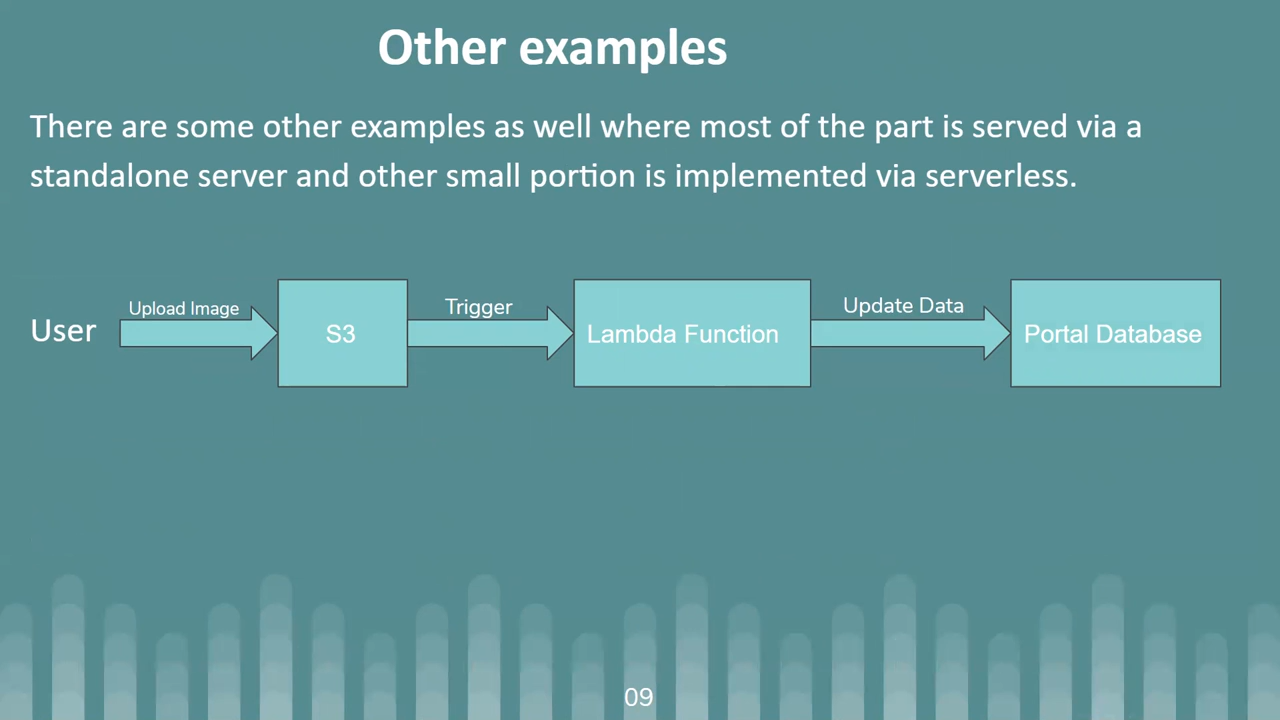 Other examples
There are some other examples as well where most of the part is served via a
standalone server and other small portion is implemented via serverless.
User
Upload Image
S3
Trigger
Lambda Function
Update Data
Portal Database
09